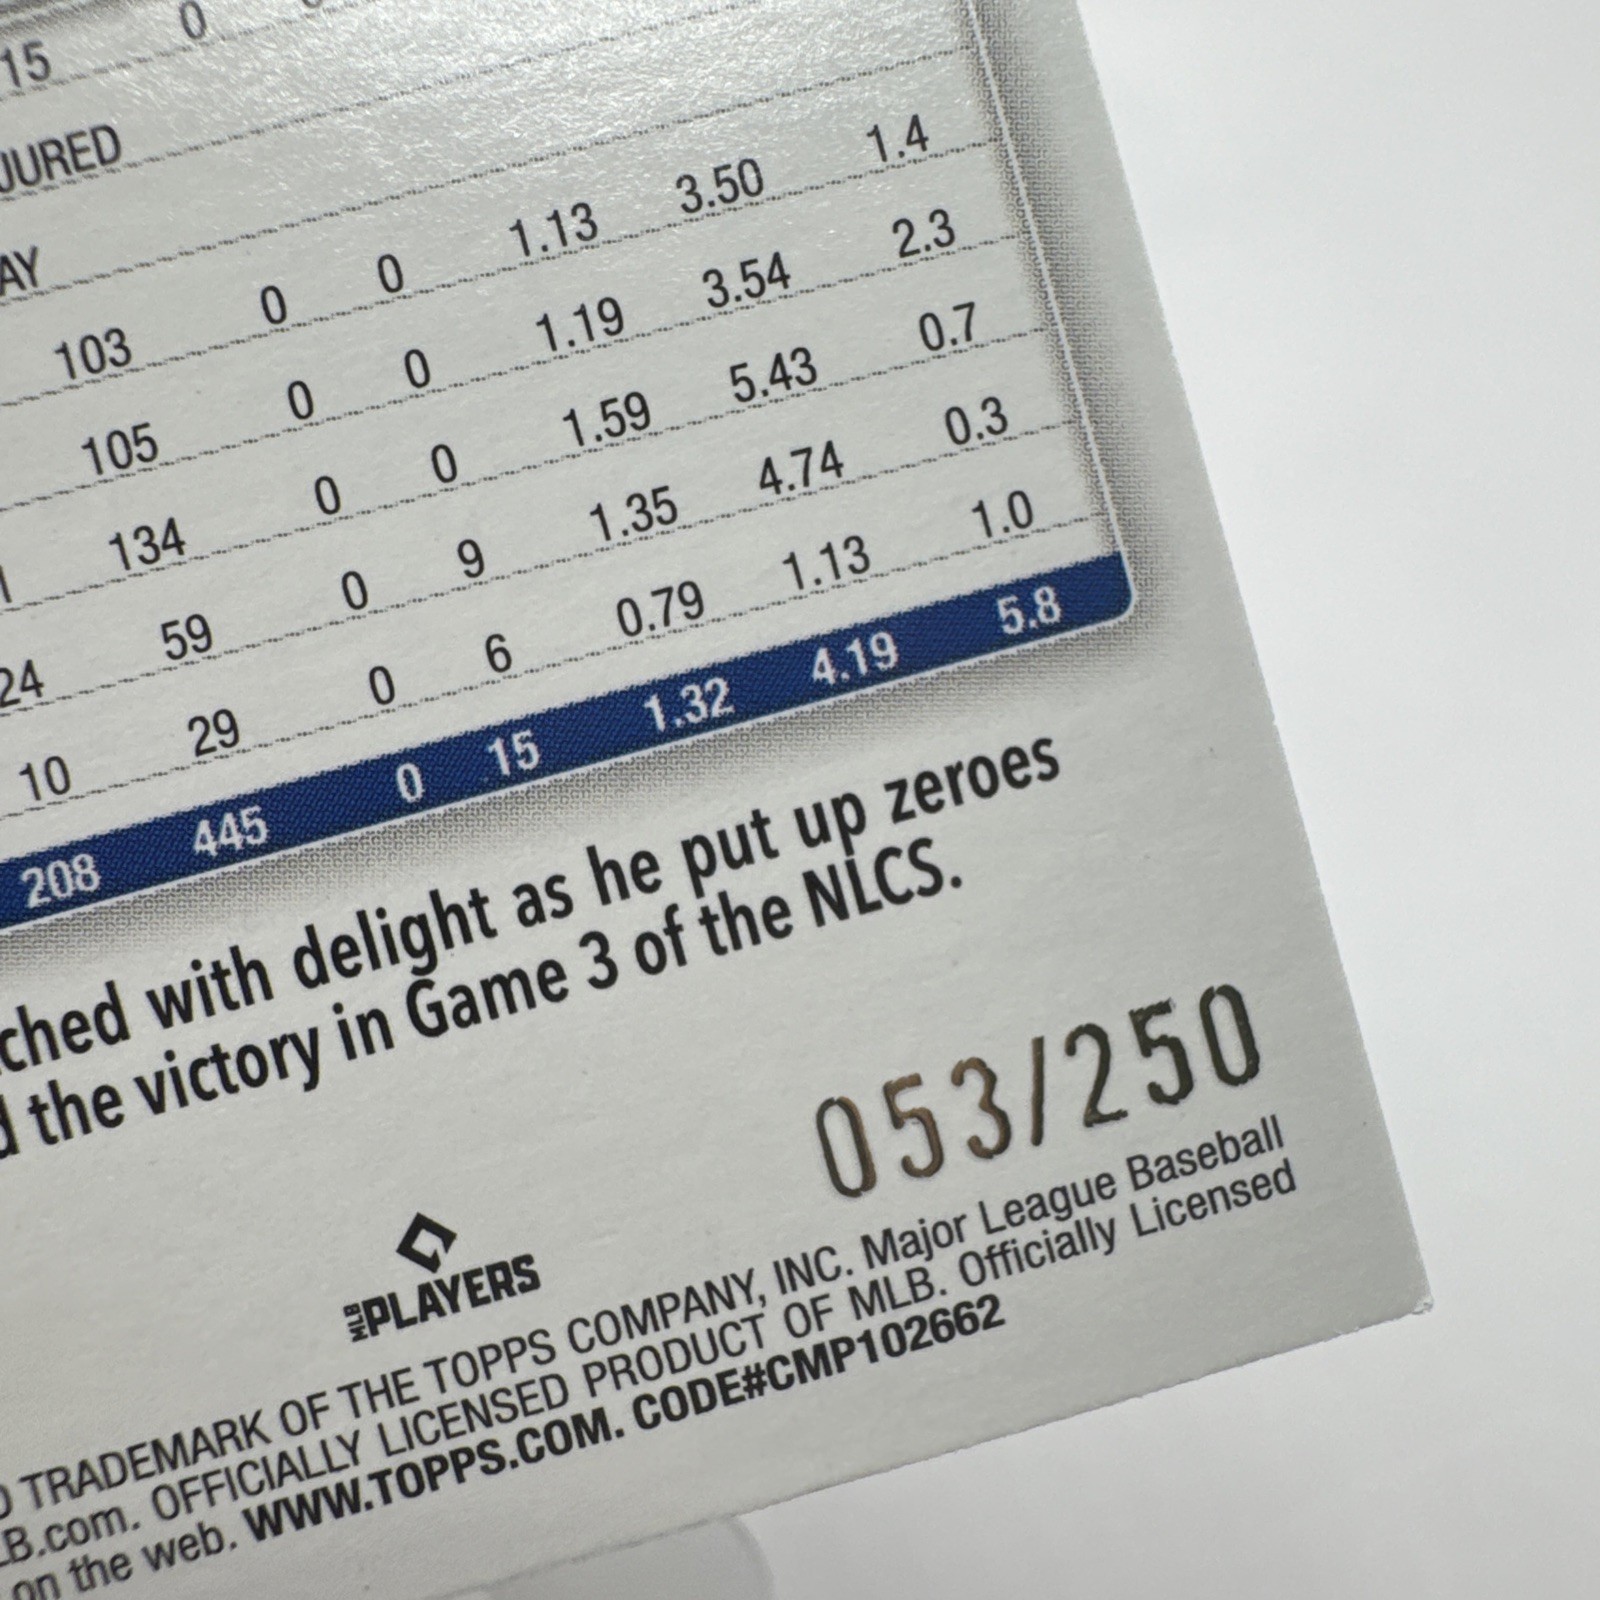 15 0
JURED
AY
103 0 0 1.13 3.50 1.4
105 0 0 1.19 3.54 2.3
134 0 0 1.59 5.43 0.7
24 59 0 9 1.35 4.74 0.3
10 29 0 6 0.79 1.13 1.0
208 445 0 15 1.32 4.19 5.8
ched with delight as he put up zeroes
d the victory in Game 3 of the NLCS.
053/250
MLB PLAYERS
D TRADEMARK OF THE TOPPS COMPANY, INC. Major League Baseball
LB.com. OFFICIALLY LICENSED PRODUCT OF MLB. Officially Licensed
on the web. WWW.TOPPS.COM. CODE#CMP102662